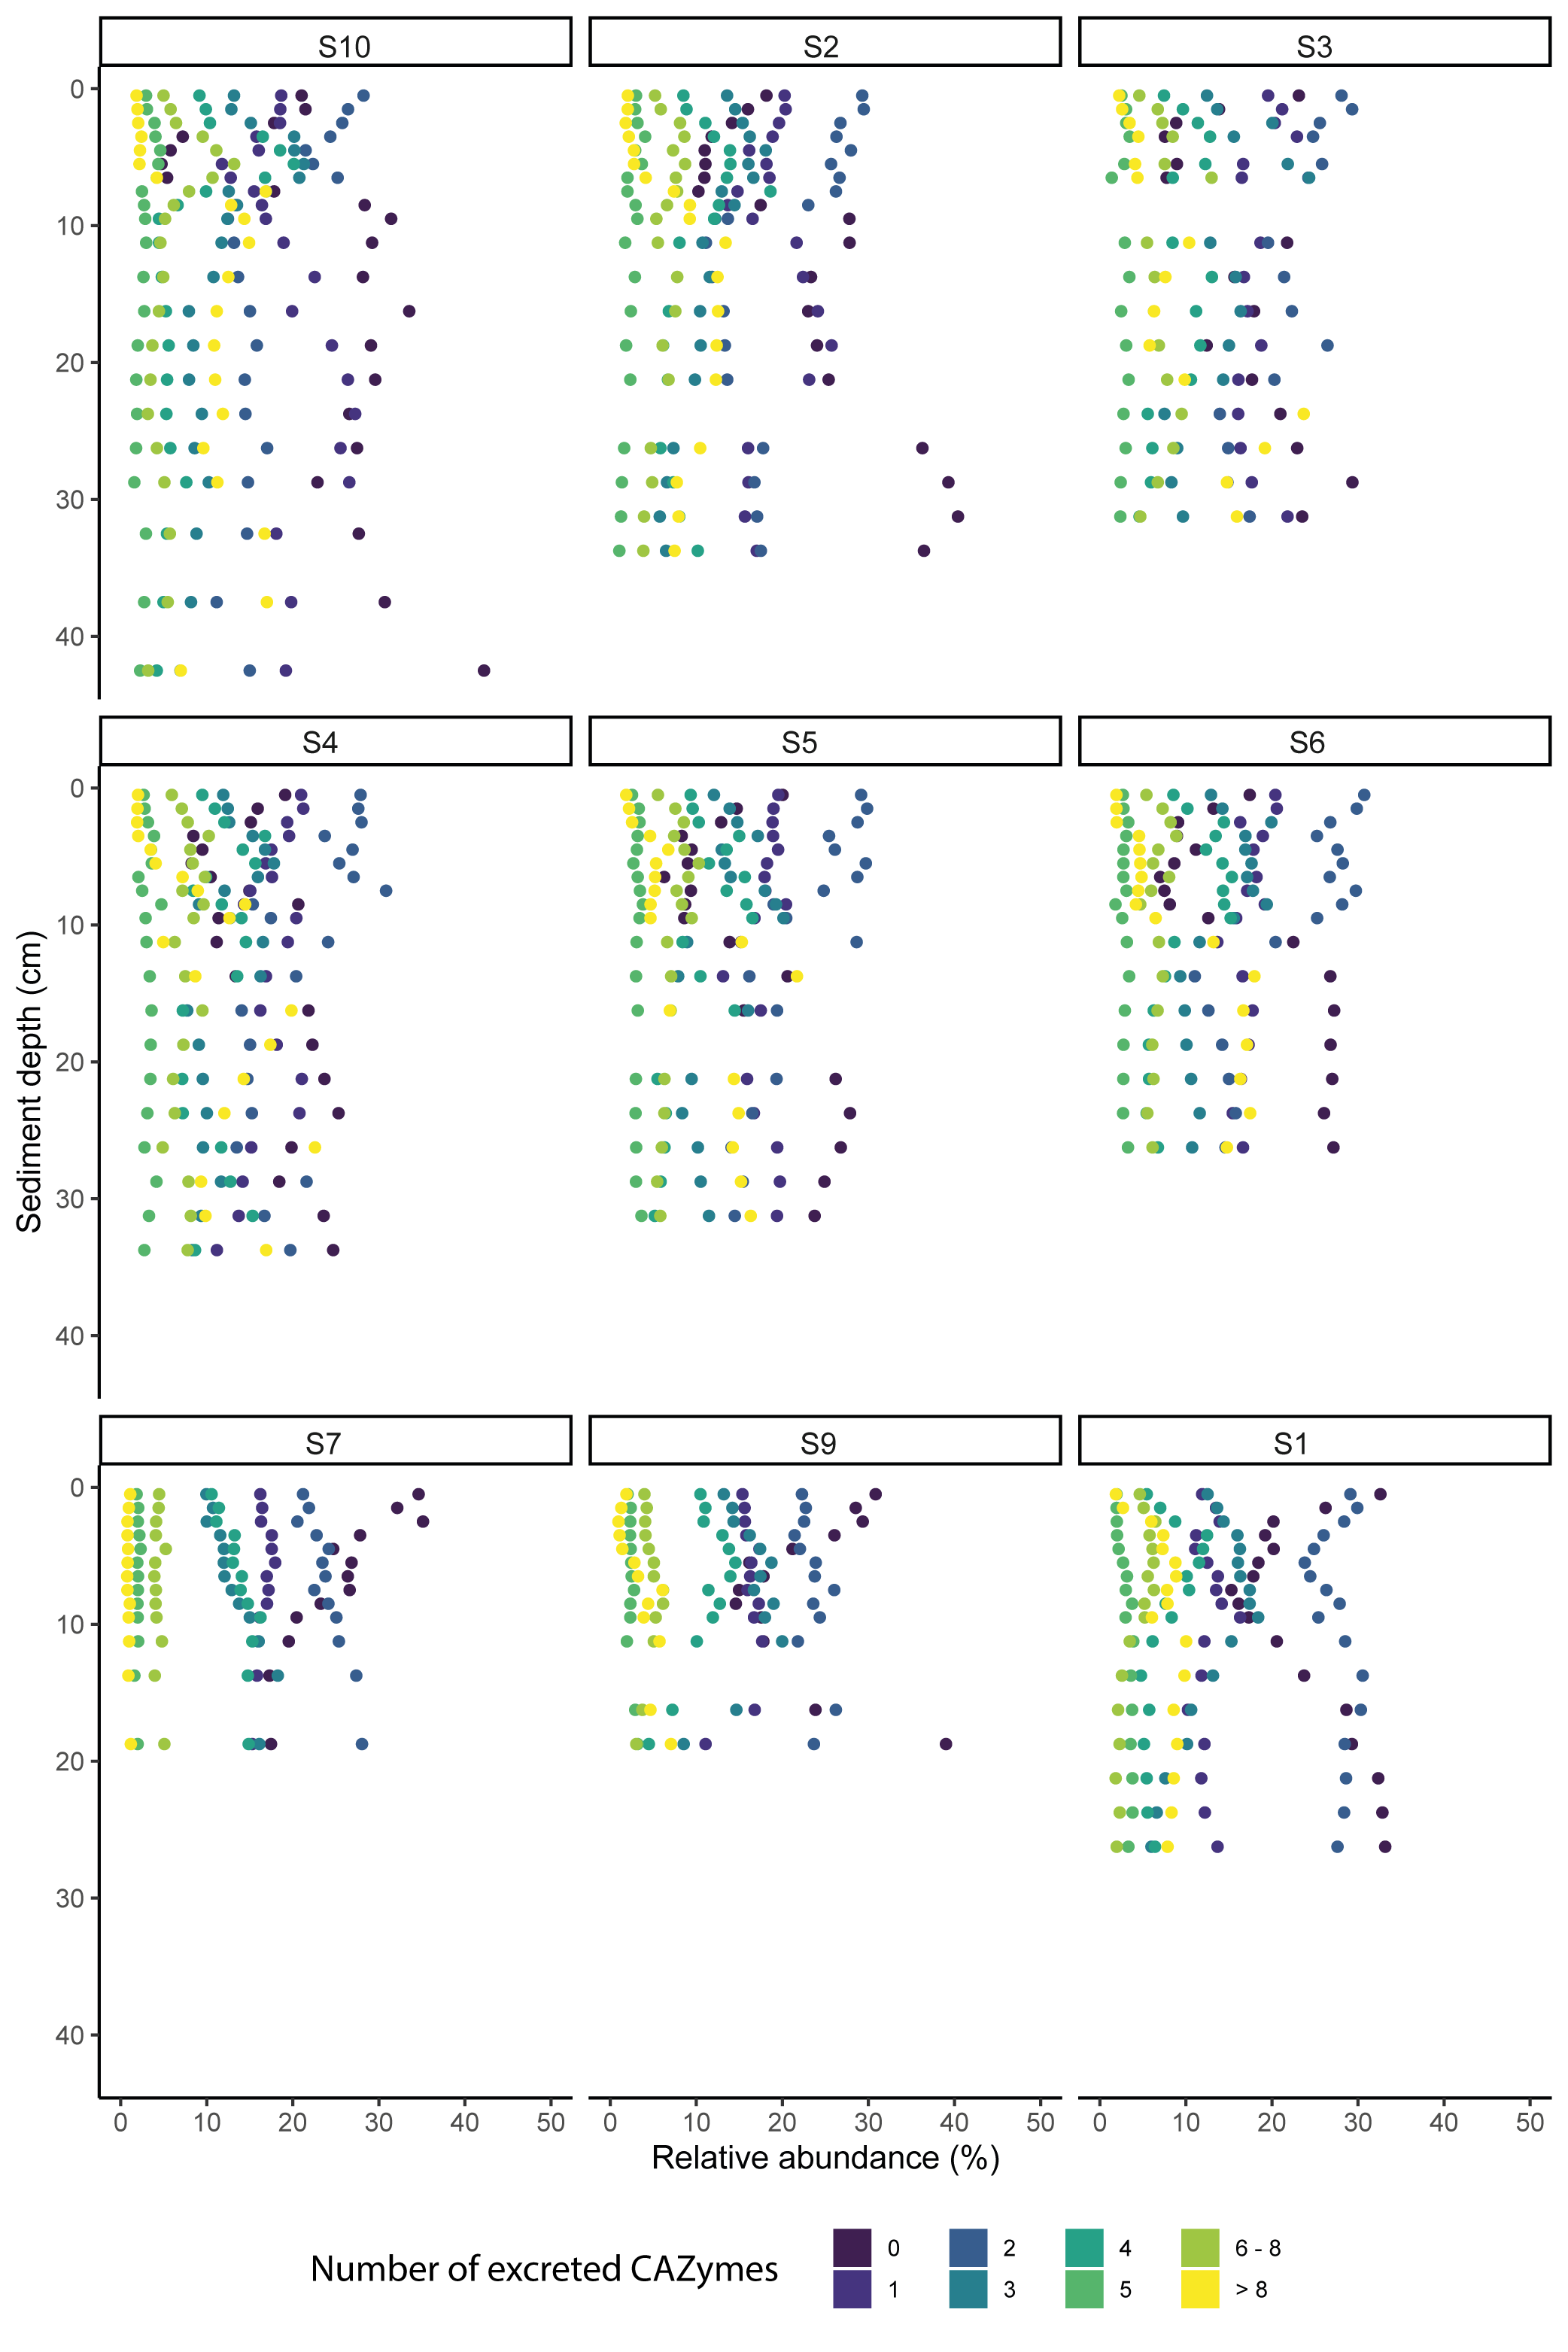 S10 S2 S3
0
10
20
30
40
S4 S5 S6
0
10
20
30
40
Sediment depth (cm)
S7 S9 S1
0
10
20
30
40
0 10 20 30 40 50 0 10 20 30 40 50 0 10 20 30 40 50
Relative abundance (%)
Number of excreted CAZymes
0 2 4 6 - 8
1 3 5 > 8